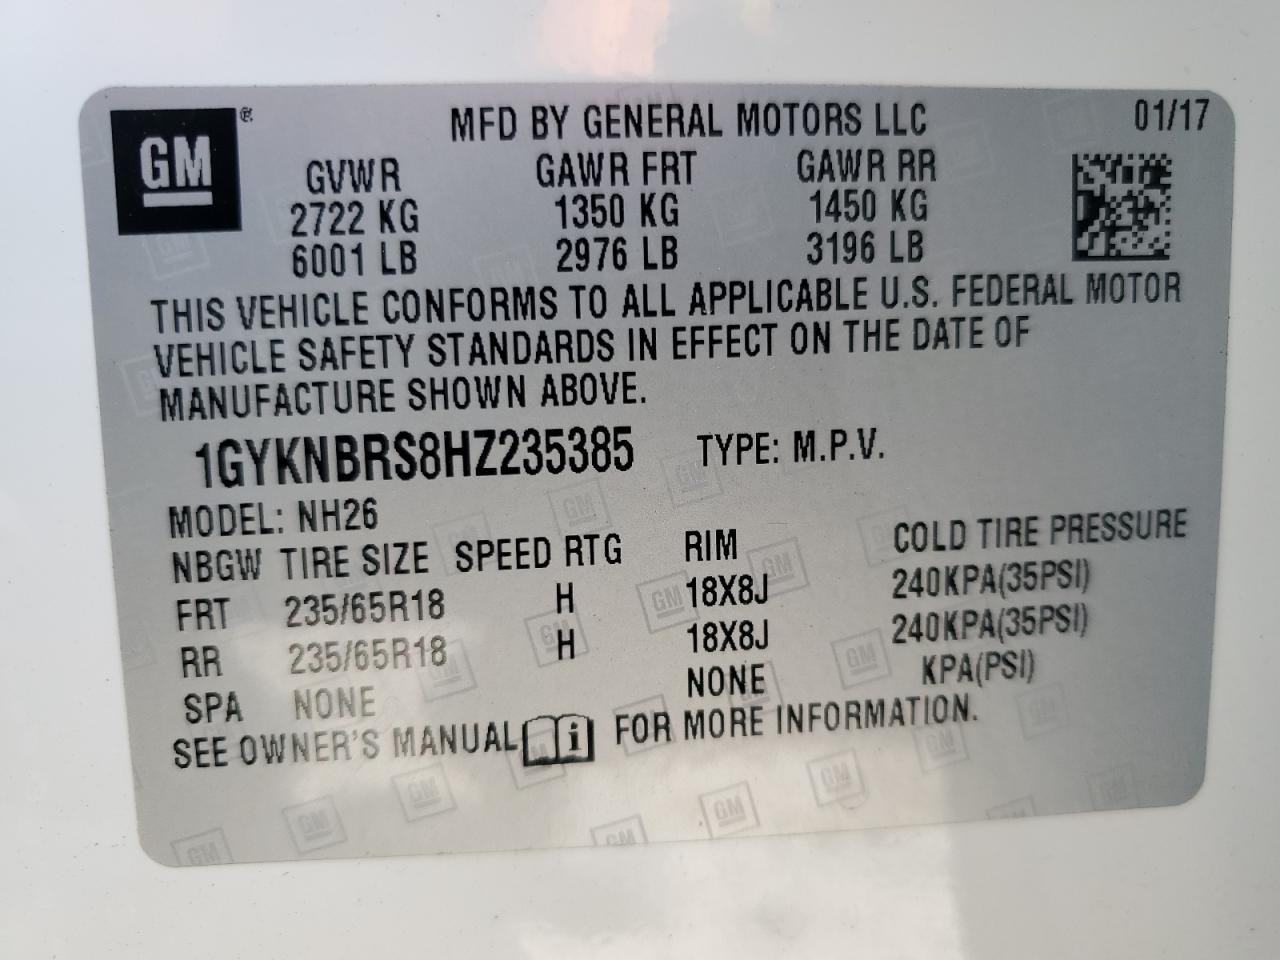 GM® MFD BY GENERAL MOTORS LLC 01/17
GVWR GAWR FRT GAWR RR
2722 KG 1350 KG 1450 KG
6001 LB 2976 LB 3196 LB
THIS VEHICLE CONFORMS TO ALL APPLICABLE U.S. FEDERAL MOTOR
VEHICLE SAFETY STANDARDS IN EFFECT ON THE DATE OF
MANUFACTURE SHOWN ABOVE.
1GYKNBRS8HZ235385 TYPE: M.P.V.
MODEL: NH26
NBGW TIRE SIZE SPEED RTG RIM COLD TIRE PRESSURE
FRT 235/65R18 H 18X8J 240KPA(35PSI)
RR 235/65R18 H 18X8J 240KPA(35PSI)
SPA NONE NONE KPA(PSI)
SEE OWNER'S MANUAL i FOR MORE INFORMATION.